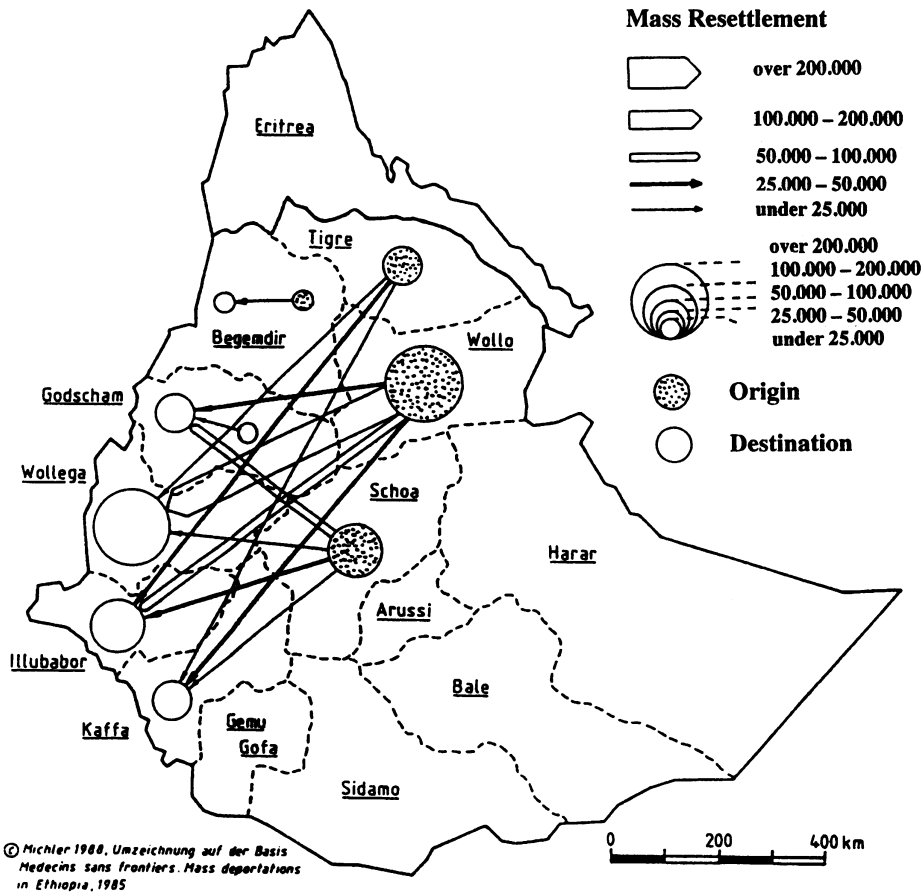 Mass Resettlement
over 200.000
100.000 – 200.000
50.000 – 100.000
25.000 – 50.000
under 25.000
over 200.000
100.000 – 200.000
50.000 – 100.000
25.000 – 50.000
under 25.000
Origin
Destination
Eritrea
Tigre
Begemdir
Wollo
Godscham
Wollega
Schoa
Harar
Arussi
Illubabor
Bale
Kaffa
Gemu
Gofa
Sidamo
0 200 400 km
© Michler 1988, Umzeichnung auf der Basis
Medecins sans frontiers. Mass deportations
in Ethiopia, 1985